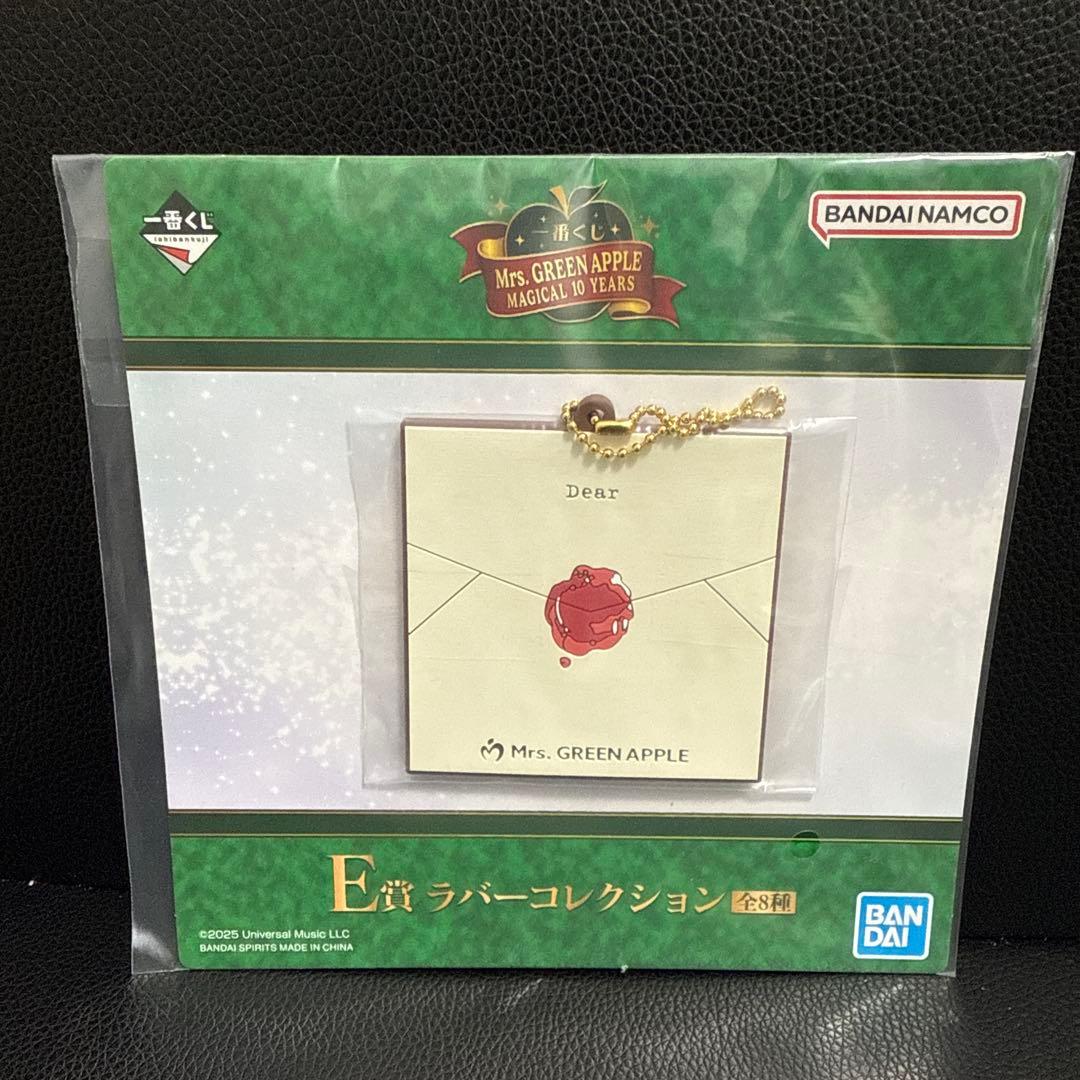 一番くじ
ichibankuji
一番くじ
Mrs. GREEN APPLE
MAGICAL 10 YEARS
BANDAI NAMCO
Dear
Mrs. GREEN APPLE
E賞 ラバーコレクション 全8種
©2025 Universal Music LLC
BANDAI SPIRITS MADE IN CHINA
BAN
DAI